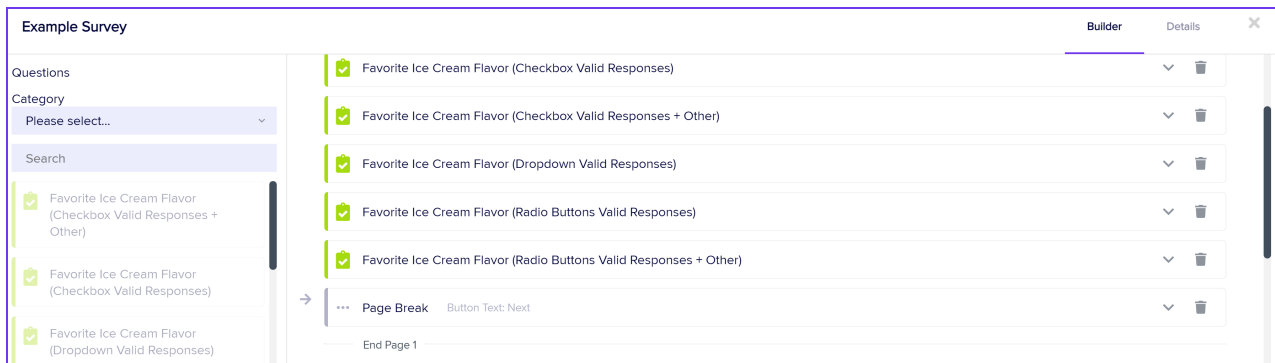 Example Survey
Builder
Details
Questions
Category
Please select...
Search
Favorite Ice Cream Flavor
(Checkbox Valid Responses +
Other)
Favorite Ice Cream Flavor
(Checkbox Valid Responses)
Favorite Ice Cream Flavor
(Dropdown Valid Responses)
Favorite Ice Cream Flavor (Checkbox Valid Responses)
Favorite Ice Cream Flavor (Checkbox Valid Responses + Other)
Favorite Ice Cream Flavor (Dropdown Valid Responses)
Favorite Ice Cream Flavor (Radio Buttons Valid Responses)
Favorite Ice Cream Flavor (Radio Buttons Valid Responses + Other)
Page Break Button Text: Next
End Page 1